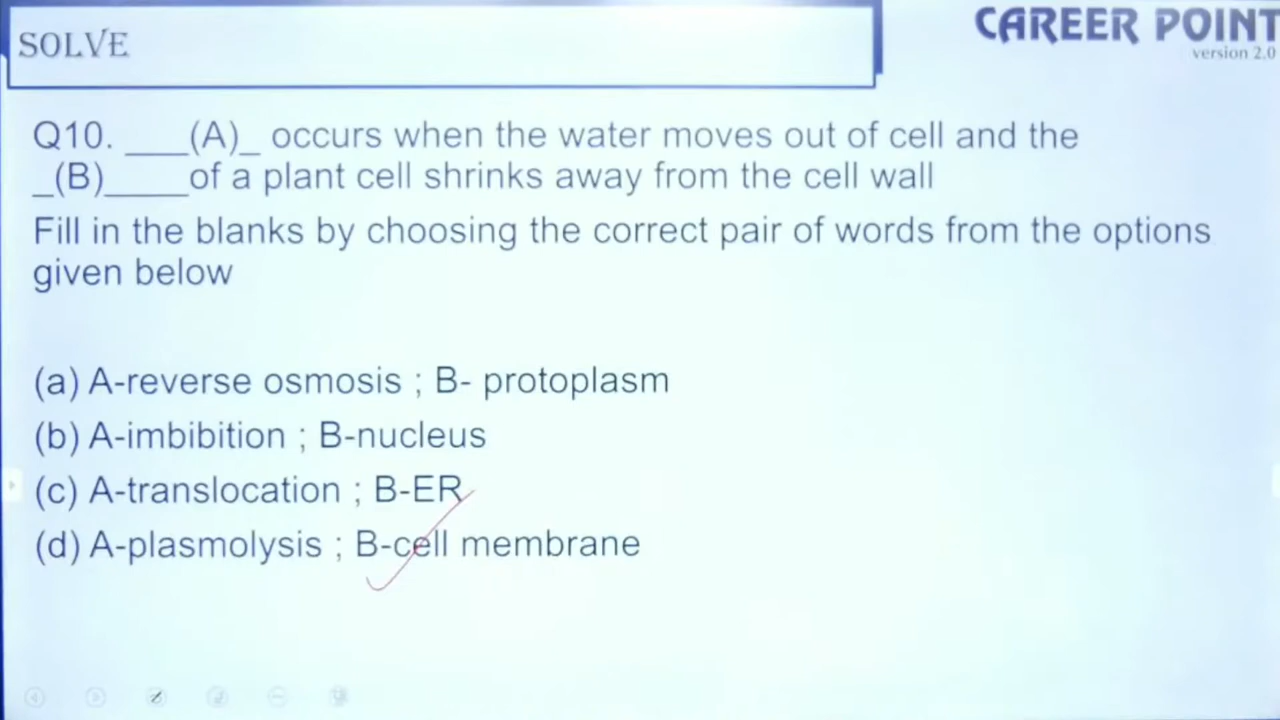 SOLVE
CAREER POINT
version 2.0
Q10. ____(A)_ occurs when the water moves out of cell and the
_(B)_____of a plant cell shrinks away from the cell wall
Fill in the blanks by choosing the correct pair of words from the options
given below
(a) A-reverse osmosis ; B- protoplasm
(b) A-imbibition ; B-nucleus
(c) A-translocation ; B-ER
(d) A-plasmolysis ; B-cell membrane